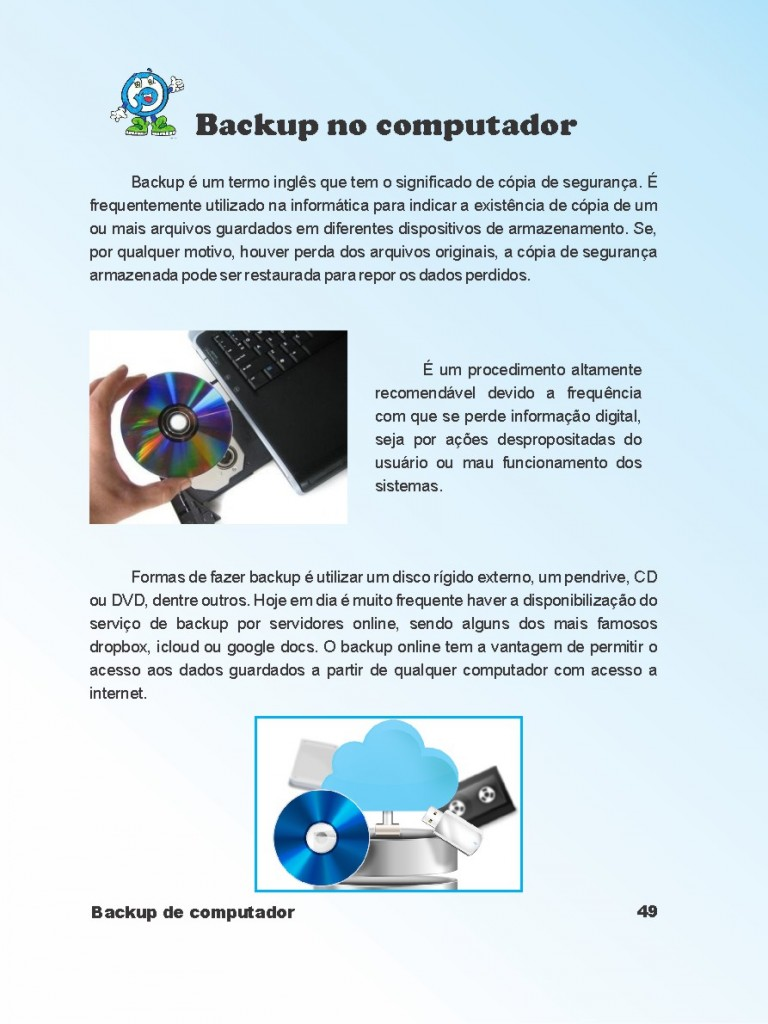 Backup no computador
Backup é um termo inglês que tem o significado de cópia de segurança. É
frequentemente utilizado na informática para indicar a existência de cópia de um
ou mais arquivos guardados em diferentes dispositivos de armazenamento. Se,
por qualquer motivo, houver perda dos arquivos originais, a cópia de segurança
armazenada pode ser restaurada para repor os dados perdidos.
É um procedimento altamente
recomendável devido a frequência
com que se perde informação digital,
seja por ações despropositadas do
usuário ou mau funcionamento dos
sistemas.
Formas de fazer backup é utilizar um disco rígido externo, um pendrive, CD
ou DVD, dentre outros. Hoje em dia é muito frequente haver a disponibilização do
serviço de backup por servidores online, sendo alguns dos mais famosos
dropbox, icloud ou google docs. O backup online tem a vantagem de permitir o
acesso aos dados guardados a partir de qualquer computador com acesso a
internet.
Backup de computador 49